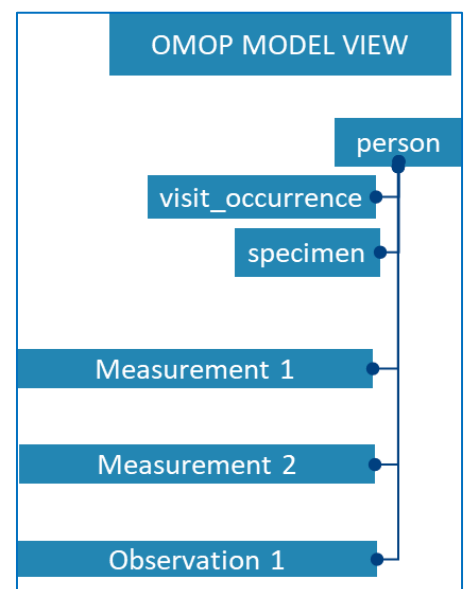 OMOP MODEL VIEW
person
visit_occurrence
specimen
Measurement 1
Measurement 2
Observation 1